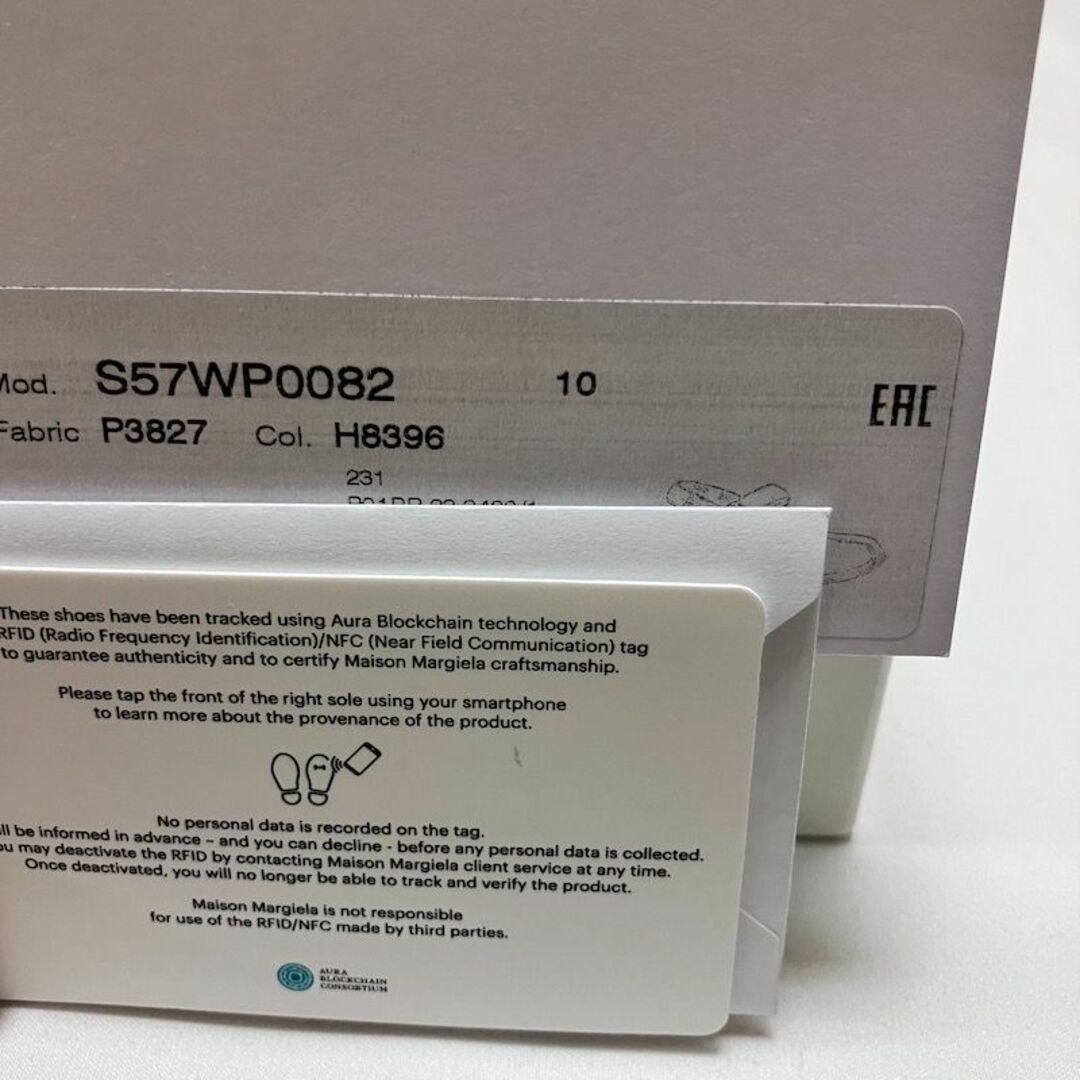 Mod. S57WP0082 10
EAC
Fabric P3827 Col. H8396
231
These shoes have been tracked using Aura Blockchain technology and
RFID (Radio Frequency Identification)/NFC (Near Field Communication) tag
to guarantee authenticity and to certify Maison Margiela craftsmanship.
Please tap the front of the right sole using your smartphone
to learn more about the provenance of the product.
No personal data is recorded on the tag.
be informed in advance – and you can decline - before any personal data is collected.
may deactivate the RFID by contacting Maison Margiela client service at any time.
Once deactivated, you will no longer be able to track and verify the product.
Maison Margiela is not responsible
for use of the RFID/NFC made by third parties.
AURA
BLOCKCHAIN
CONSORTIUM